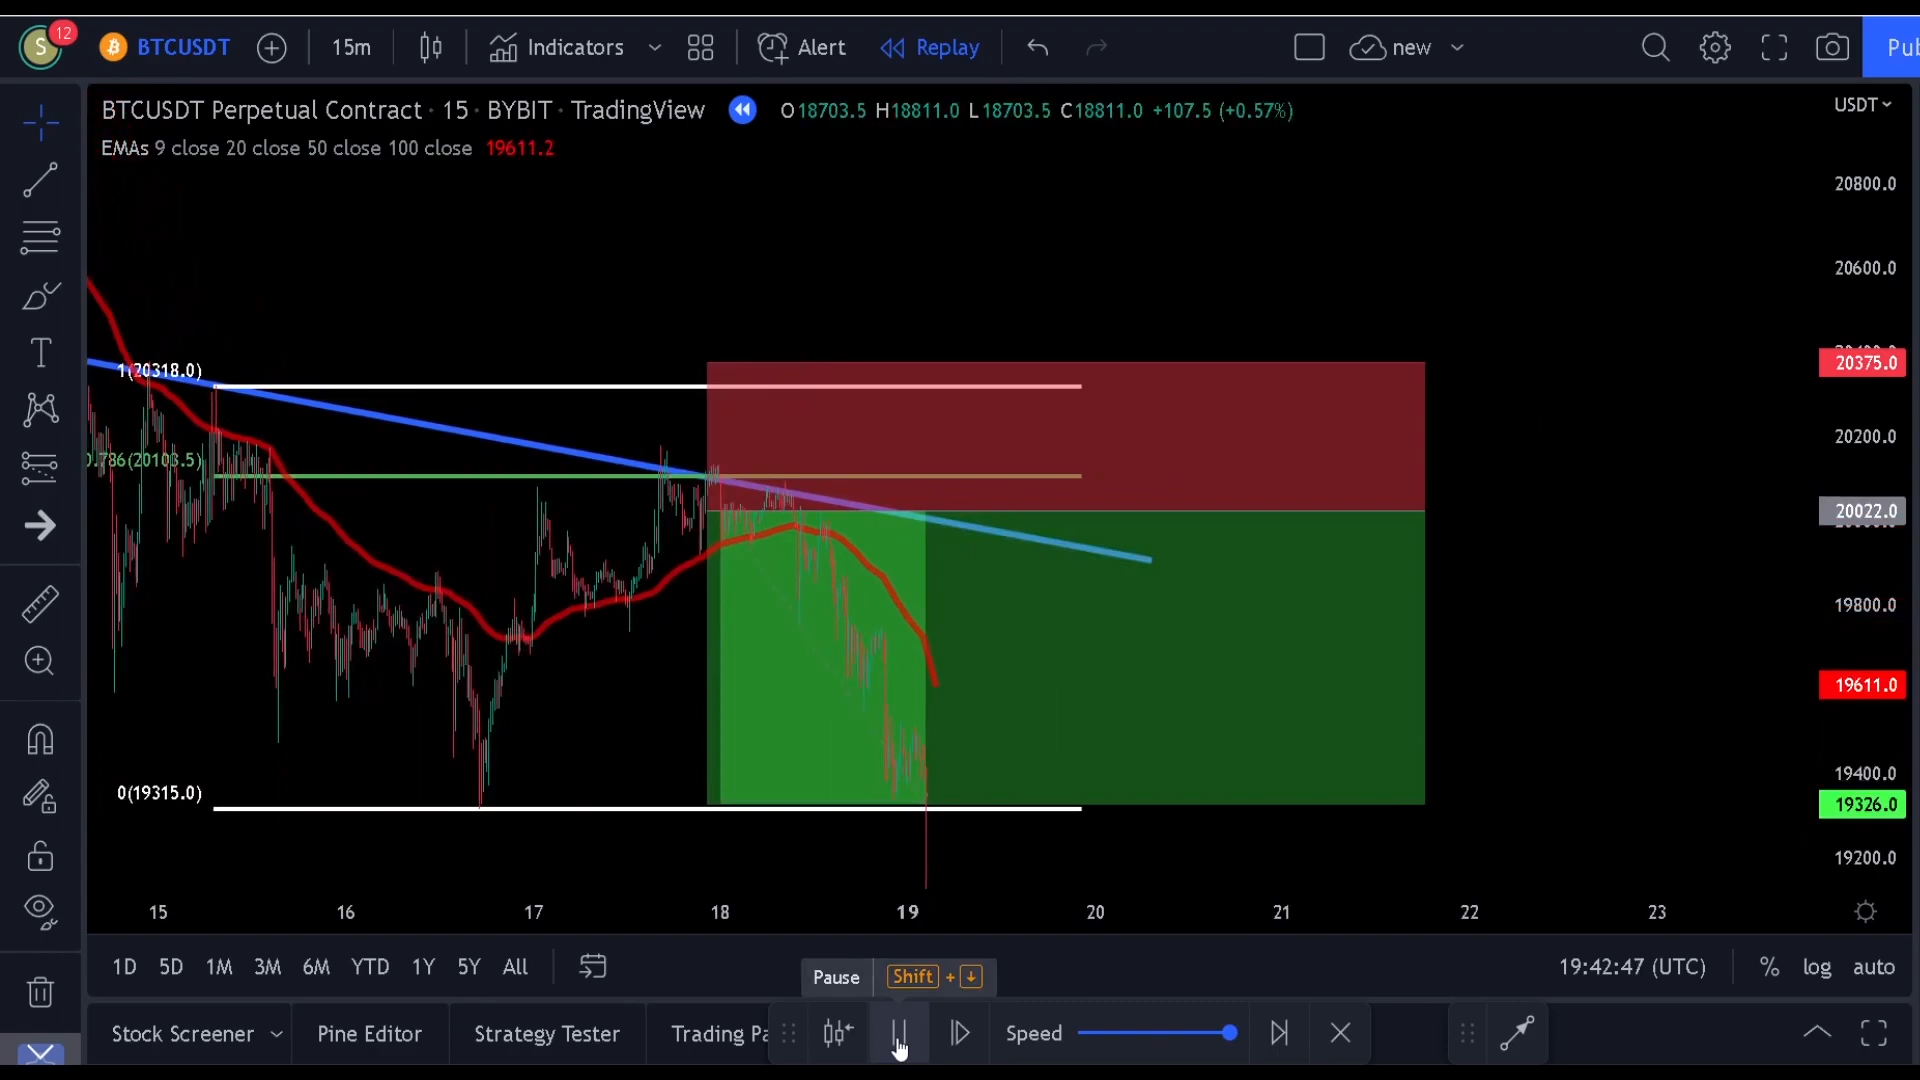 S 12 BTCUSDT 15m Indicators Alert Replay new Pub
BTCUSDT Perpetual Contract · 15 · BYBIT · TradingView O18703.5 H18811.0 L18703.5 C18811.0 +107.5 (+0.57%)
USDT
EMAs 9 close 20 close 50 close 100 close 19611.2
20800.0
20600.0
20375.0
1(20318.0)
20200.0
0.786(20103.5)
20022.0
19800.0
19611.0
19400.0
0(19315.0)
19326.0
19200.0
15 16 17 18 19 20 21 22 23
1D 5D 1M 3M 6M YTD 1Y 5Y All
19:42:47 (UTC) % log auto
Pause Shift +
Stock Screener Pine Editor Strategy Tester Trading Pa Speed